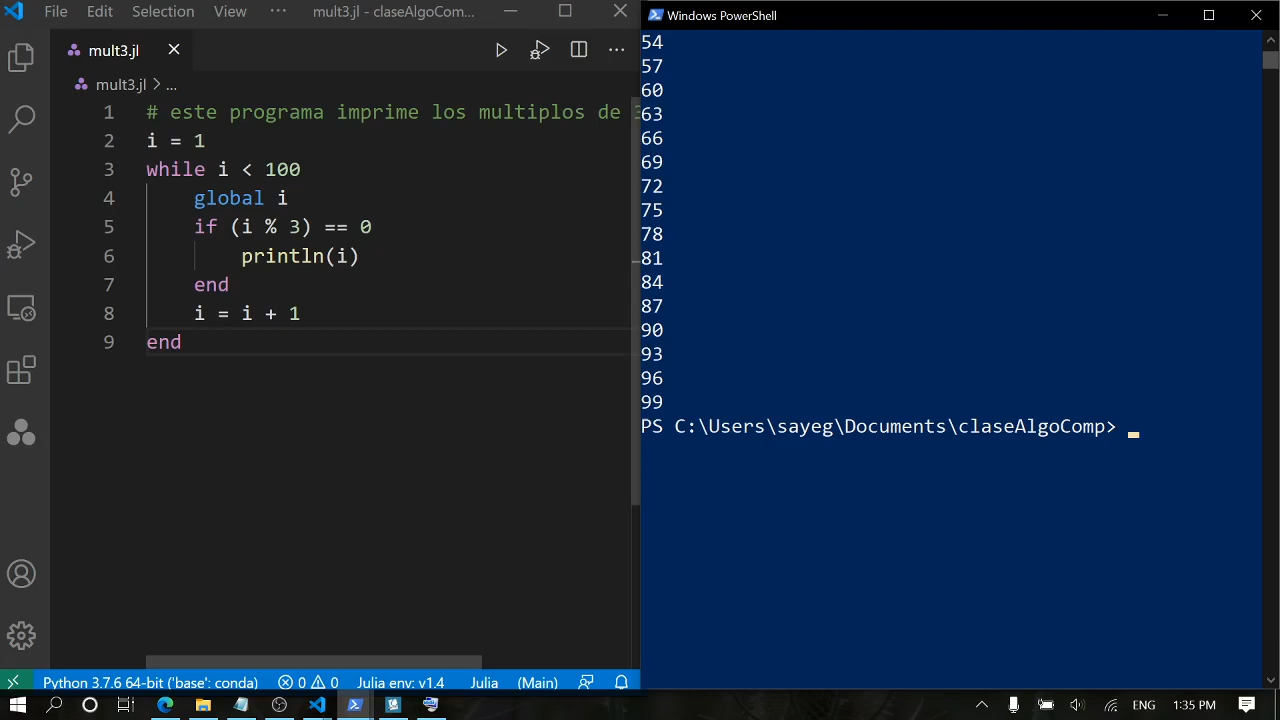 File Edit Selection View ··· mult3.jl - claseAlgoCom...
mult3.jl
mult3.jl > ...
1 # este programa imprime los multiplos de 3
2 i = 1
3 while i < 100
4 global i
5 if (i % 3) == 0
6 println(i)
7 end
8 i = i + 1
9 end
Python 3.7.6 64-bit ('base': conda) 0 0 Julia env: v1.4 Julia (Main)
Windows PowerShell
54
57
60
63
66
69
72
75
78
81
84
87
90
93
96
99
PS C:\Users\sayeg\Documents\claseAlgoComp>
ENG 1:35 PM